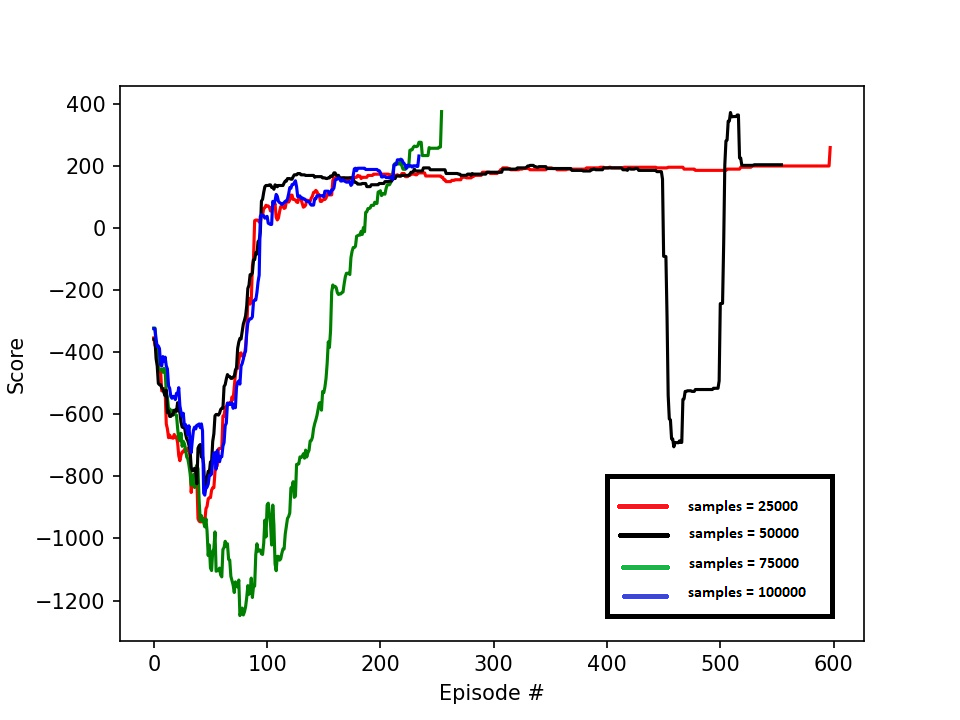 400
200
0
−200
−400
−600
−800
−1000
−1200
Score
samples = 25000
samples = 50000
samples = 75000
samples = 100000
0 100 200 300 400 500 600
Episode #